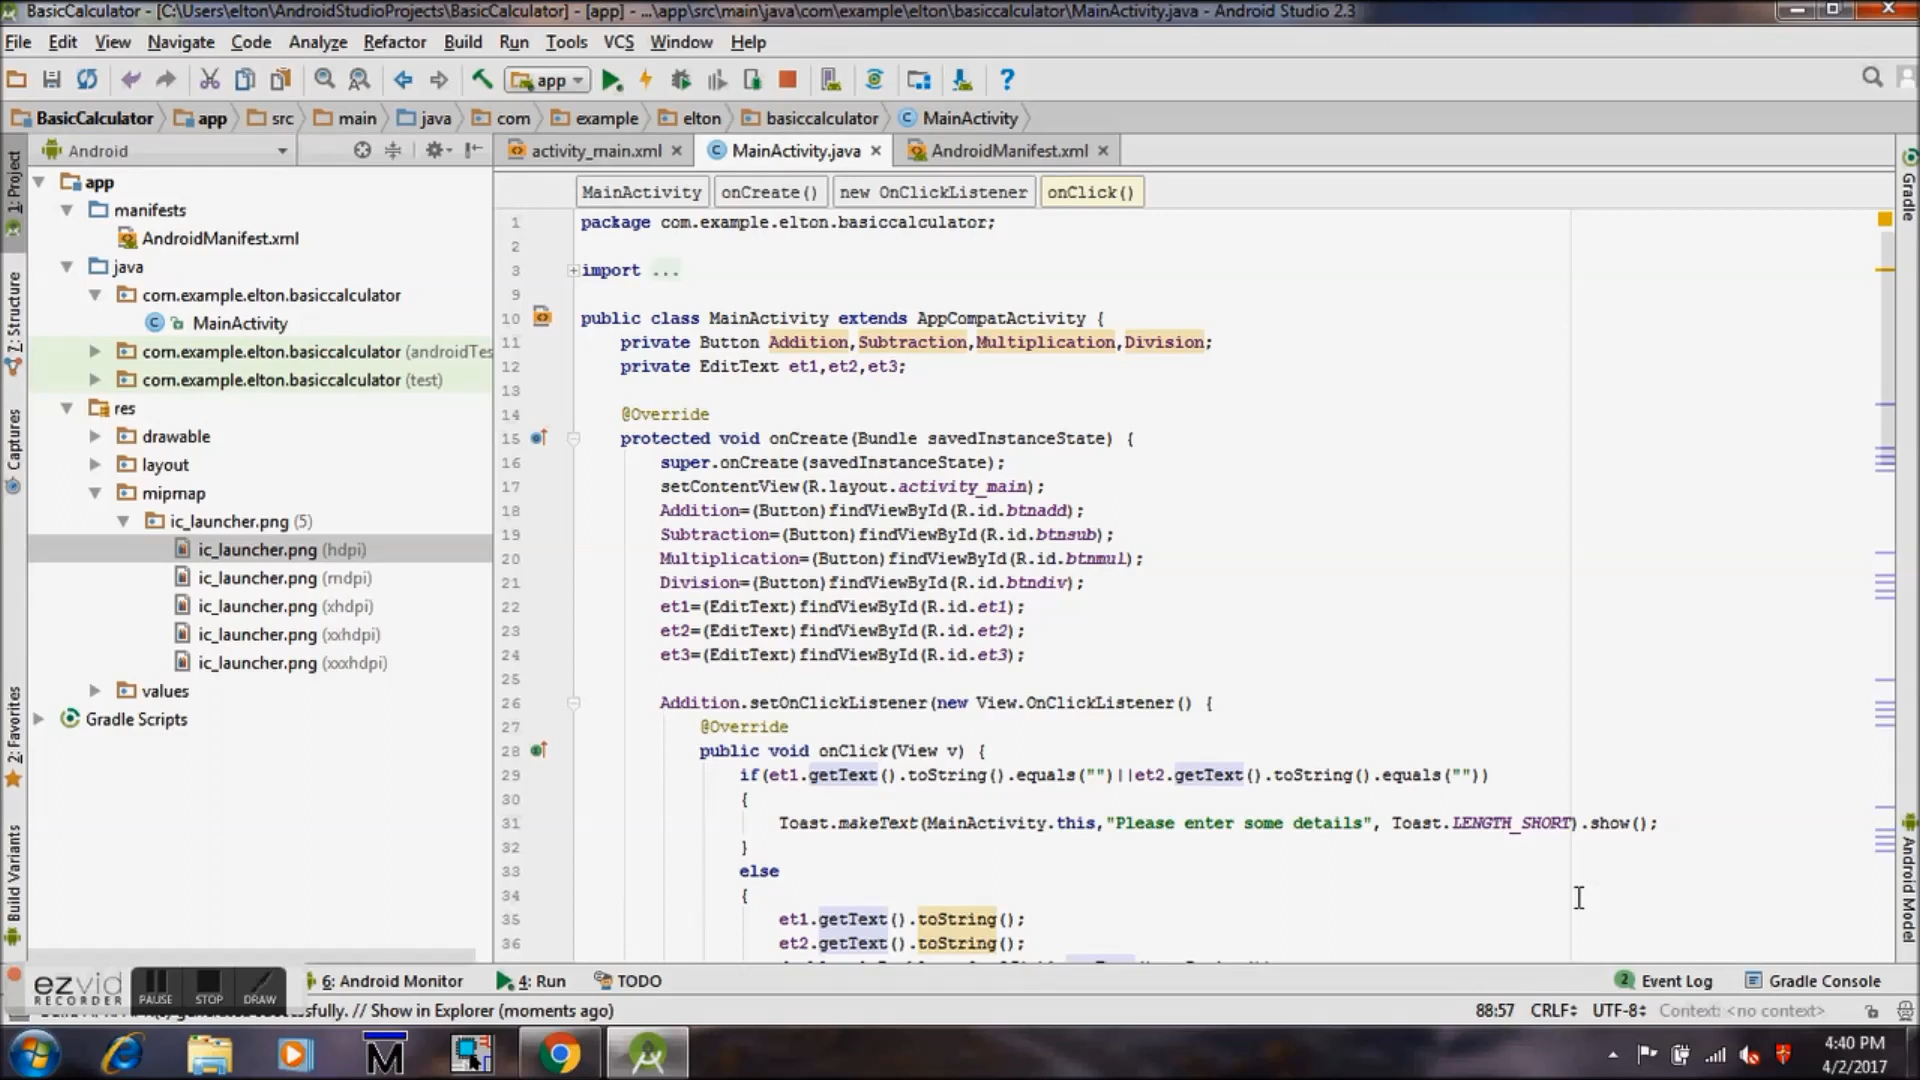 BasicCalculator - [C:\Users\elton\AndroidStudioProjects\BasicCalculator] - [app] - ...\app\src\main\java\com\example\elton\basiccalculator\MainActivity.java - Android Studio 2.3
File Edit View Navigate Code Analyze Refactor Build Run Tools VCS Window Help
app
BasicCalculator app src main java com example elton basiccalculator MainActivity
Android
activity_main.xml MainActivity.java AndroidManifest.xml
MainActivity onCreate() new OnClickListener onClick()
1: Project
7: Structure
Captures
2: Favorites
Build Variants
app
manifests
AndroidManifest.xml
java
com.example.elton.basiccalculator
MainActivity
com.example.elton.basiccalculator (androidTes
com.example.elton.basiccalculator (test)
res
drawable
layout
mipmap
ic_launcher.png (5)
ic_launcher.png (hdpi)
ic_launcher.png (mdpi)
ic_launcher.png (xhdpi)
ic_launcher.png (xxhdpi)
ic_launcher.png (xxxhdpi)
values
Gradle Scripts
1 package com.example.elton.basiccalculator;
2
3 import ...
9
10 public class MainActivity extends AppCompatActivity {
11 private Button Addition,Subtraction,Multiplication,Division;
12 private EditText et1,et2,et3;
13
14 @Override
15 protected void onCreate(Bundle savedInstanceState) {
16 super.onCreate(savedInstanceState);
17 setContentView(R.layout.activity_main);
18 Addition=(Button)findViewById(R.id.btnadd);
19 Subtraction=(Button)findViewById(R.id.btnsub);
20 Multiplication=(Button)findViewById(R.id.btnmul);
21 Division=(Button)findViewById(R.id.btndiv);
22 et1=(EditText)findViewById(R.id.et1);
23 et2=(EditText)findViewById(R.id.et2);
24 et3=(EditText)findViewById(R.id.et3);
25
26 Addition.setOnClickListener(new View.OnClickListener() {
27 @Override
28 public void onClick(View v) {
29 if(et1.getText().toString().equals("")||et2.getText().toString().equals(""))
30 {
31 Toast.makeText(MainActivity.this,"Please enter some details", Toast.LENGTH_SHORT).show();
32 }
33 else
34 {
35 et1.getText().toString();
36 et2.getText().toString();
Gradle
Android Model
ezvid
RECORDER
PAUSE STOP DRAW
6: Android Monitor 4: Run TODO 2 Event Log Gradle Console
// Show in Explorer (moments ago) 88:57 CRLF UTF-8 Context: <no context>
4:40 PM
4/2/2017